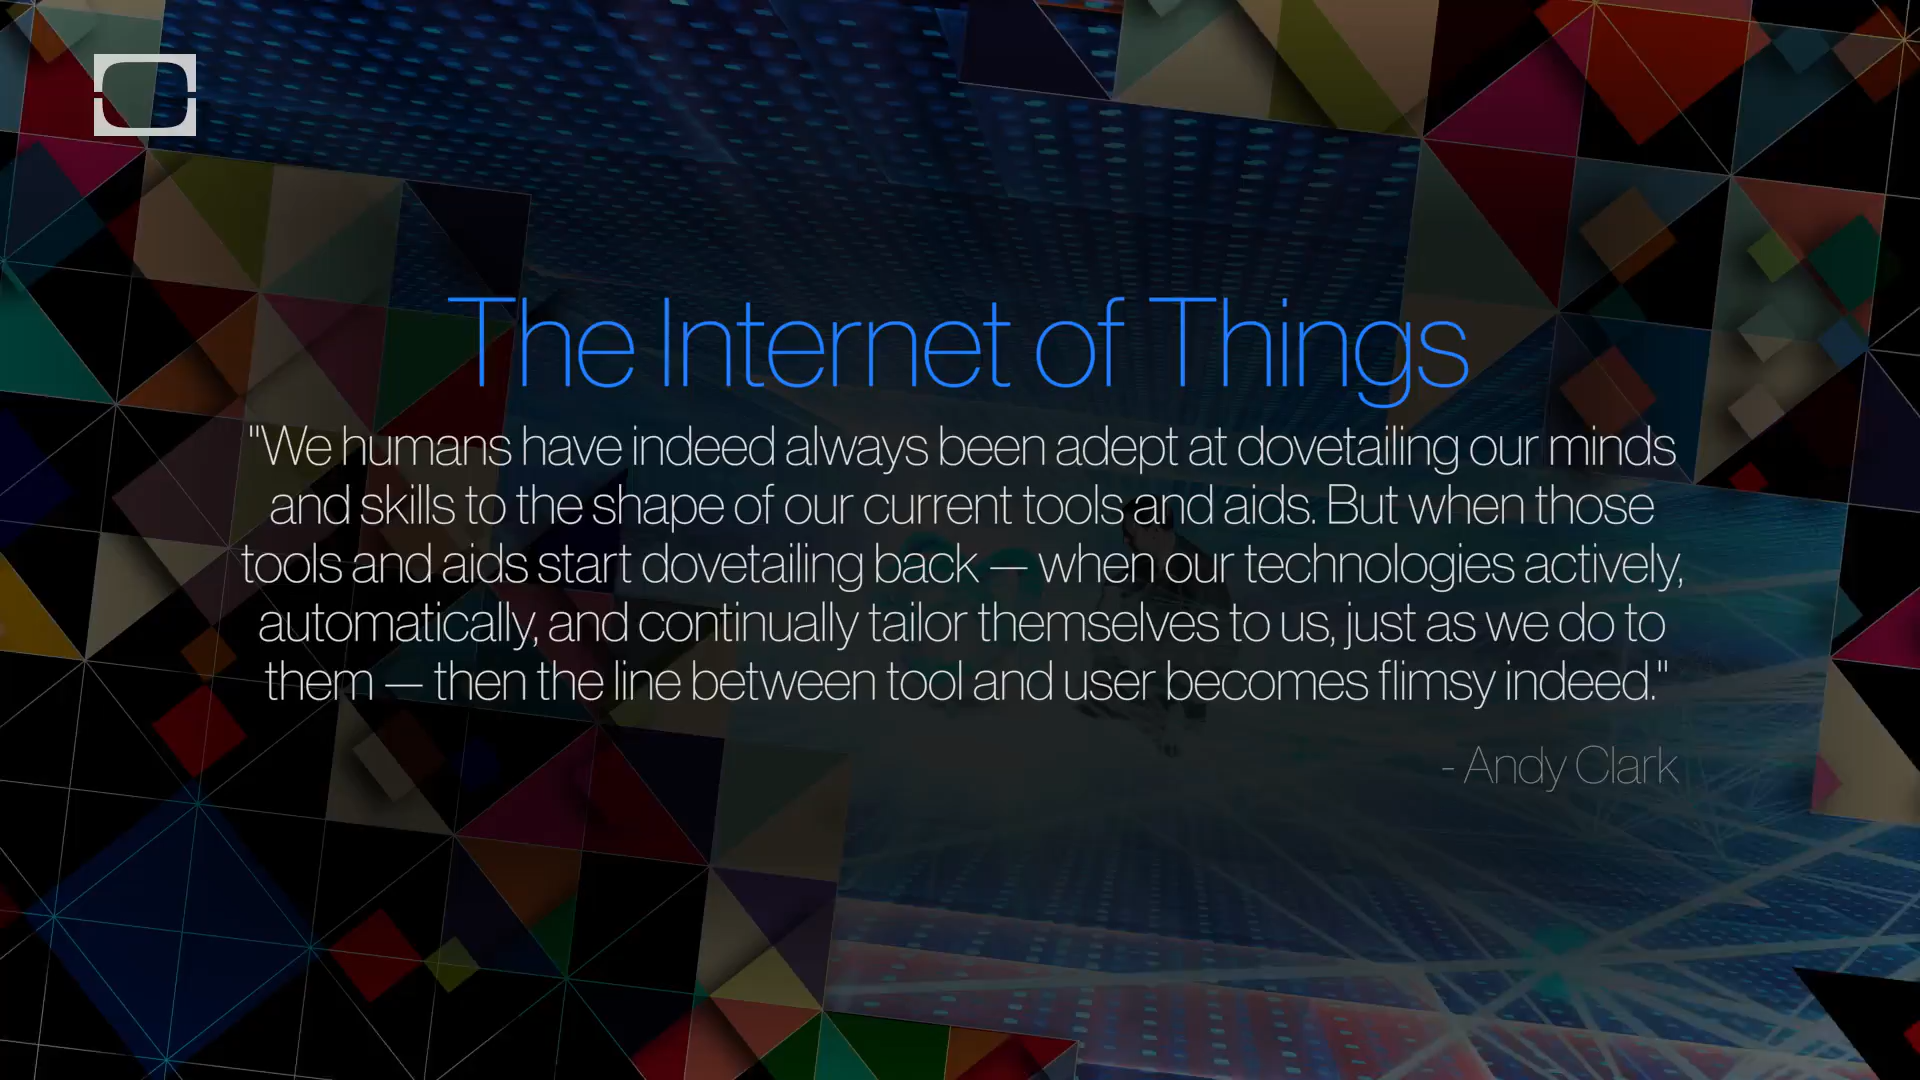 The Internet of Things
"We humans have indeed always been adept at dovetailing our minds
and skills to the shape of our current tools and aids. But when those
tools and aids start dovetailing back — when our technologies actively,
automatically, and continually tailor themselves to us, just as we do to
them — then the line between tool and user becomes flimsy indeed."
- Andy Clark